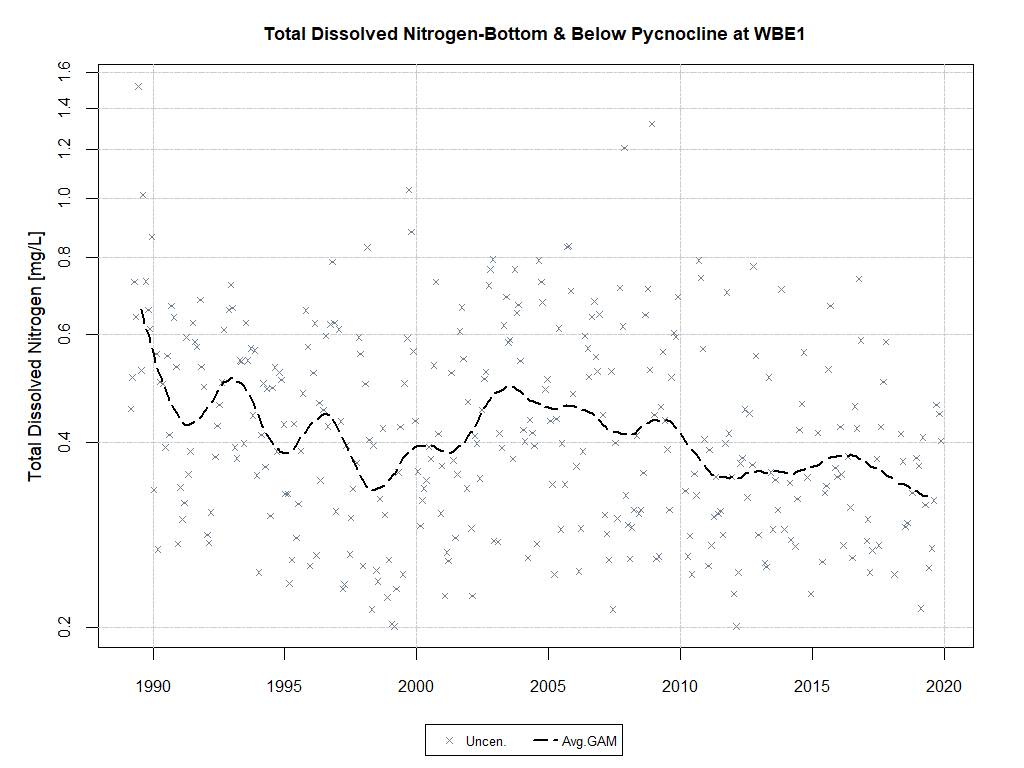 Total Dissolved Nitrogen-Bottom & Below Pycnocline at WBE1
Total Dissolved Nitrogen [mg/L]
1.6
1.4
1.2
1.0
0.8
0.6
0.4
0.2
1990 1995 2000 2005 2010 2015 2020
Uncen. Avg.GAM